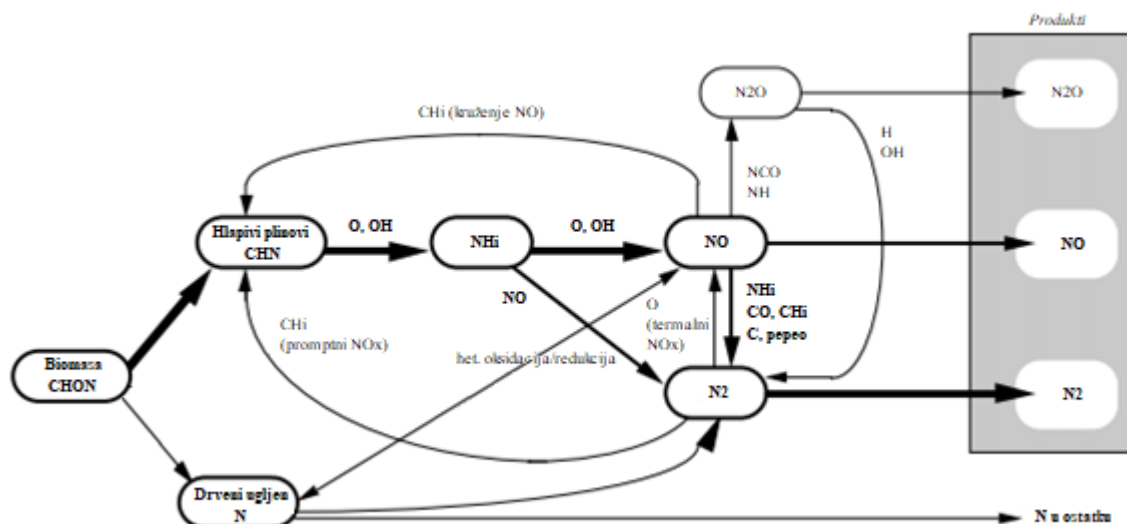 Produkti
N2O
N2O
CHi (kruženje NO)
H
OH
NCO
NH
Hlapivi plinovi
CHN
O, OH
NHi
O, OH
NO
NO
NO
NHi
CO, CHi
C, pepeo
O
(termalni
NOx)
CHi
(promptni NOx)
het. oksidacija/redukcija
Biomasa
CHON
N2
N2
Drveni ugljen
N
N u ostatku